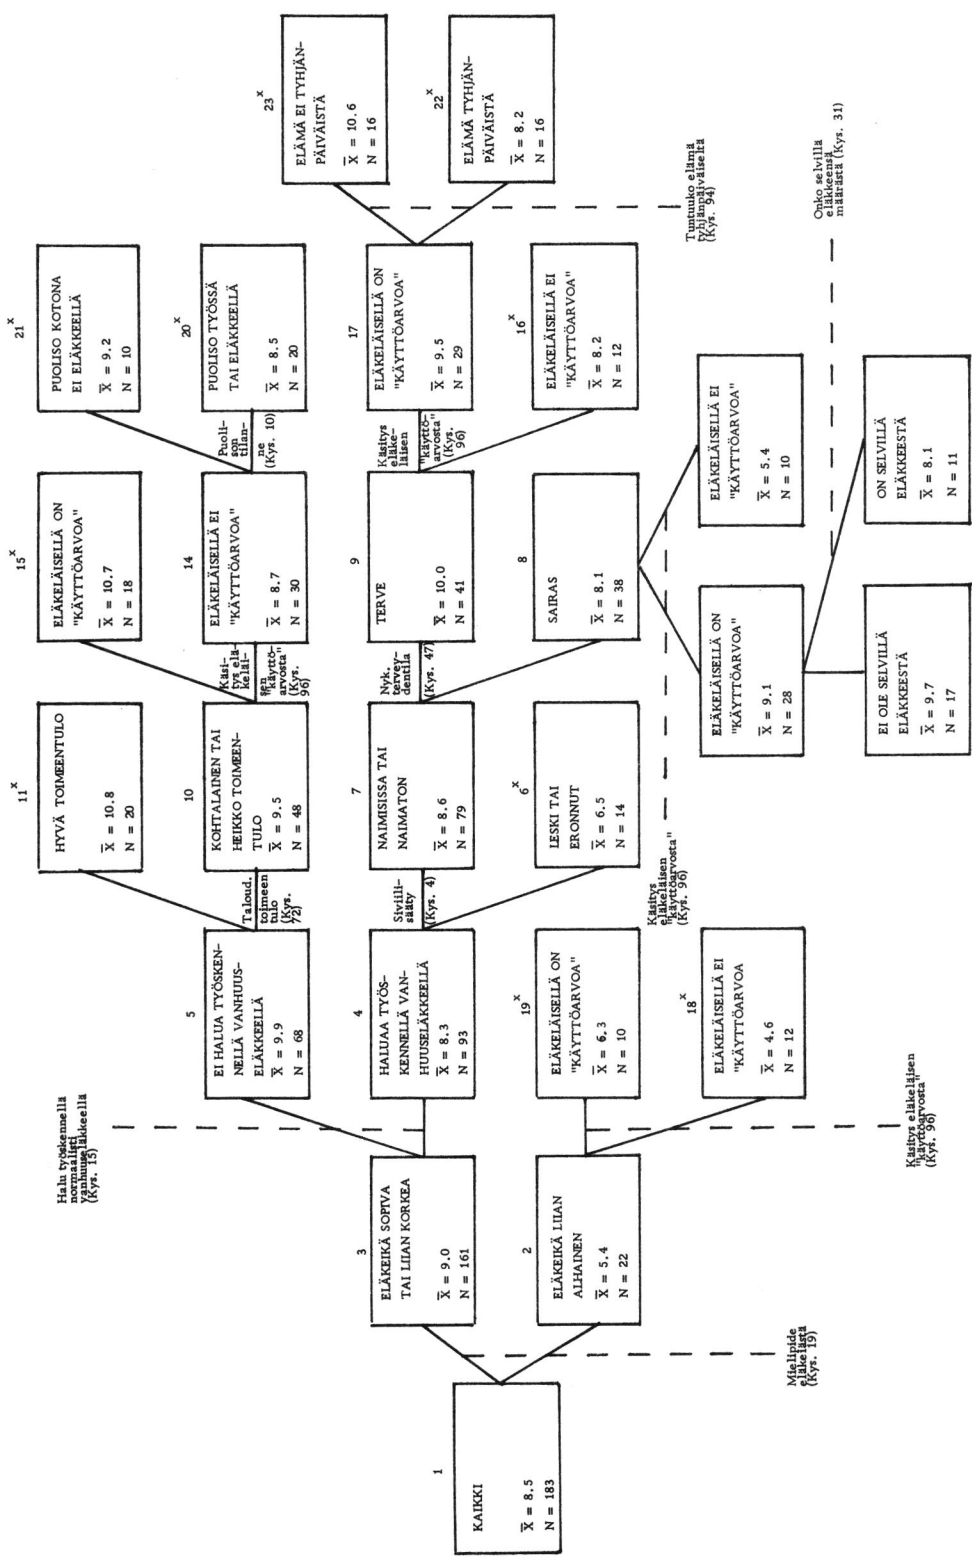 1
KAIKKI
X̅ = 8.5
N = 183
Mielipide
eläkeiästä
(Kys. 19)
3
ELÄKEIKÄ SOPIVA
TAI LIIAN KORKEA
X̅ = 9.0
N = 161
2
ELÄKEIKÄ LIIAN
ALHAINEN
X̅ = 5.4
N = 22
Halu työskennellä
normaalisti
vanhuuseläkkeellä
(Kys. 15)
Käsitys eläkeläisen
"käyttöarvosta"
(Kys. 96)
5
EI HALUA TYÖSKEN-
NELLÄ VANHUUS-
ELÄKKEELLÄ
X̅ = 9.9
N = 68
4
HALUAA TYÖS-
KENNELLÄ VAN-
HUUSELÄKKEELLÄ
X̅ = 8.3
N = 93
19x
ELÄKELÄISELLÄ ON
"KÄYTTÖARVOA"
X̅ = 6.3
N = 10
18x
ELÄKELÄISELLÄ EI
"KÄYTTÖARVOA
X̅ = 4.6
N = 12
Taloud.
toimeen
tulo
(Kys.
72)
Siviili-
sääty
(Kys. 4)
11x
HYVÄ TOIMEENTULO
X̅ = 10.8
N = 20
10
KOHTALAINEN TAI
HEIKKO TOIMEEN-
TULO
X̅ = 9.5
N = 48
7
NAIMISISSA TAI
NAIMATON
X̅ = 8.6
N = 79
6x
LESKI TAI
ERONNUT
X̅ = 6.5
N = 14
Käsitys
eläkeläisen
"käyttöarvosta"
(Kys. 96)
Käsi-
tys elä-
keläi-
sen
"käyttö-
arvosta"
(Kys.
96)
Nyk.
tervey-
dentila
(Kys. 47)
15x
ELÄKELÄISELLÄ ON
"KÄYTTÖARVOA"
X̅ = 10.7
N = 18
14
ELÄKELÄISELLÄ EI
"KÄYTTÖARVOA"
X̅ = 8.7
N = 30
9
TERVE
X̅ = 10.0
N = 41
8
SAIRAS
X̅ = 8.1
N = 38
ELÄKELÄISELLÄ ON
"KÄYTTÖARVOA"
X̅ = 9.1
N = 28
EI OLE SELVILLÄ
ELÄKKEESTÄ
X̅ = 9.7
N = 17
Puoli-
son
tilan-
ne
(Kys. 10)
Käsitys
eläke-
läisen
"käyttö-
arvosta"
(Kys.
96)
21x
PUOLISO KOTONA
EI ELÄKKEELLÄ
X̅ = 9.2
N = 10
20x
PUOLISO TYÖSSÄ
TAI ELÄKKEELLÄ
X̅ = 8.5
N = 20
17
ELÄKELÄISELLÄ ON
"KÄYTTÖARVOA"
X̅ = 9.5
N = 29
16x
ELÄKELÄISELLÄ EI
"KÄYTTÖARVOA"
X̅ = 8.2
N = 12
ELÄKELÄISELLÄ EI
"KÄYTTÖARVOA"
X̅ = 5.4
N = 10
ON SELVILLÄ
ELÄKKEESTÄ
X̅ = 8.1
N = 11
Tuntuuko elämä
tyhjänpäiväiseltä
(Kys. 94)
Onko selvillä
eläkkeensä
määrästä (Kys. 31)
23x
ELÄMÄ EI TYHJÄN-
PÄIVÄISTÄ
X̅ = 10.6
N = 16
22x
ELÄMÄ TYHJÄN-
PÄIVÄISTÄ
X̅ = 8.2
N = 16